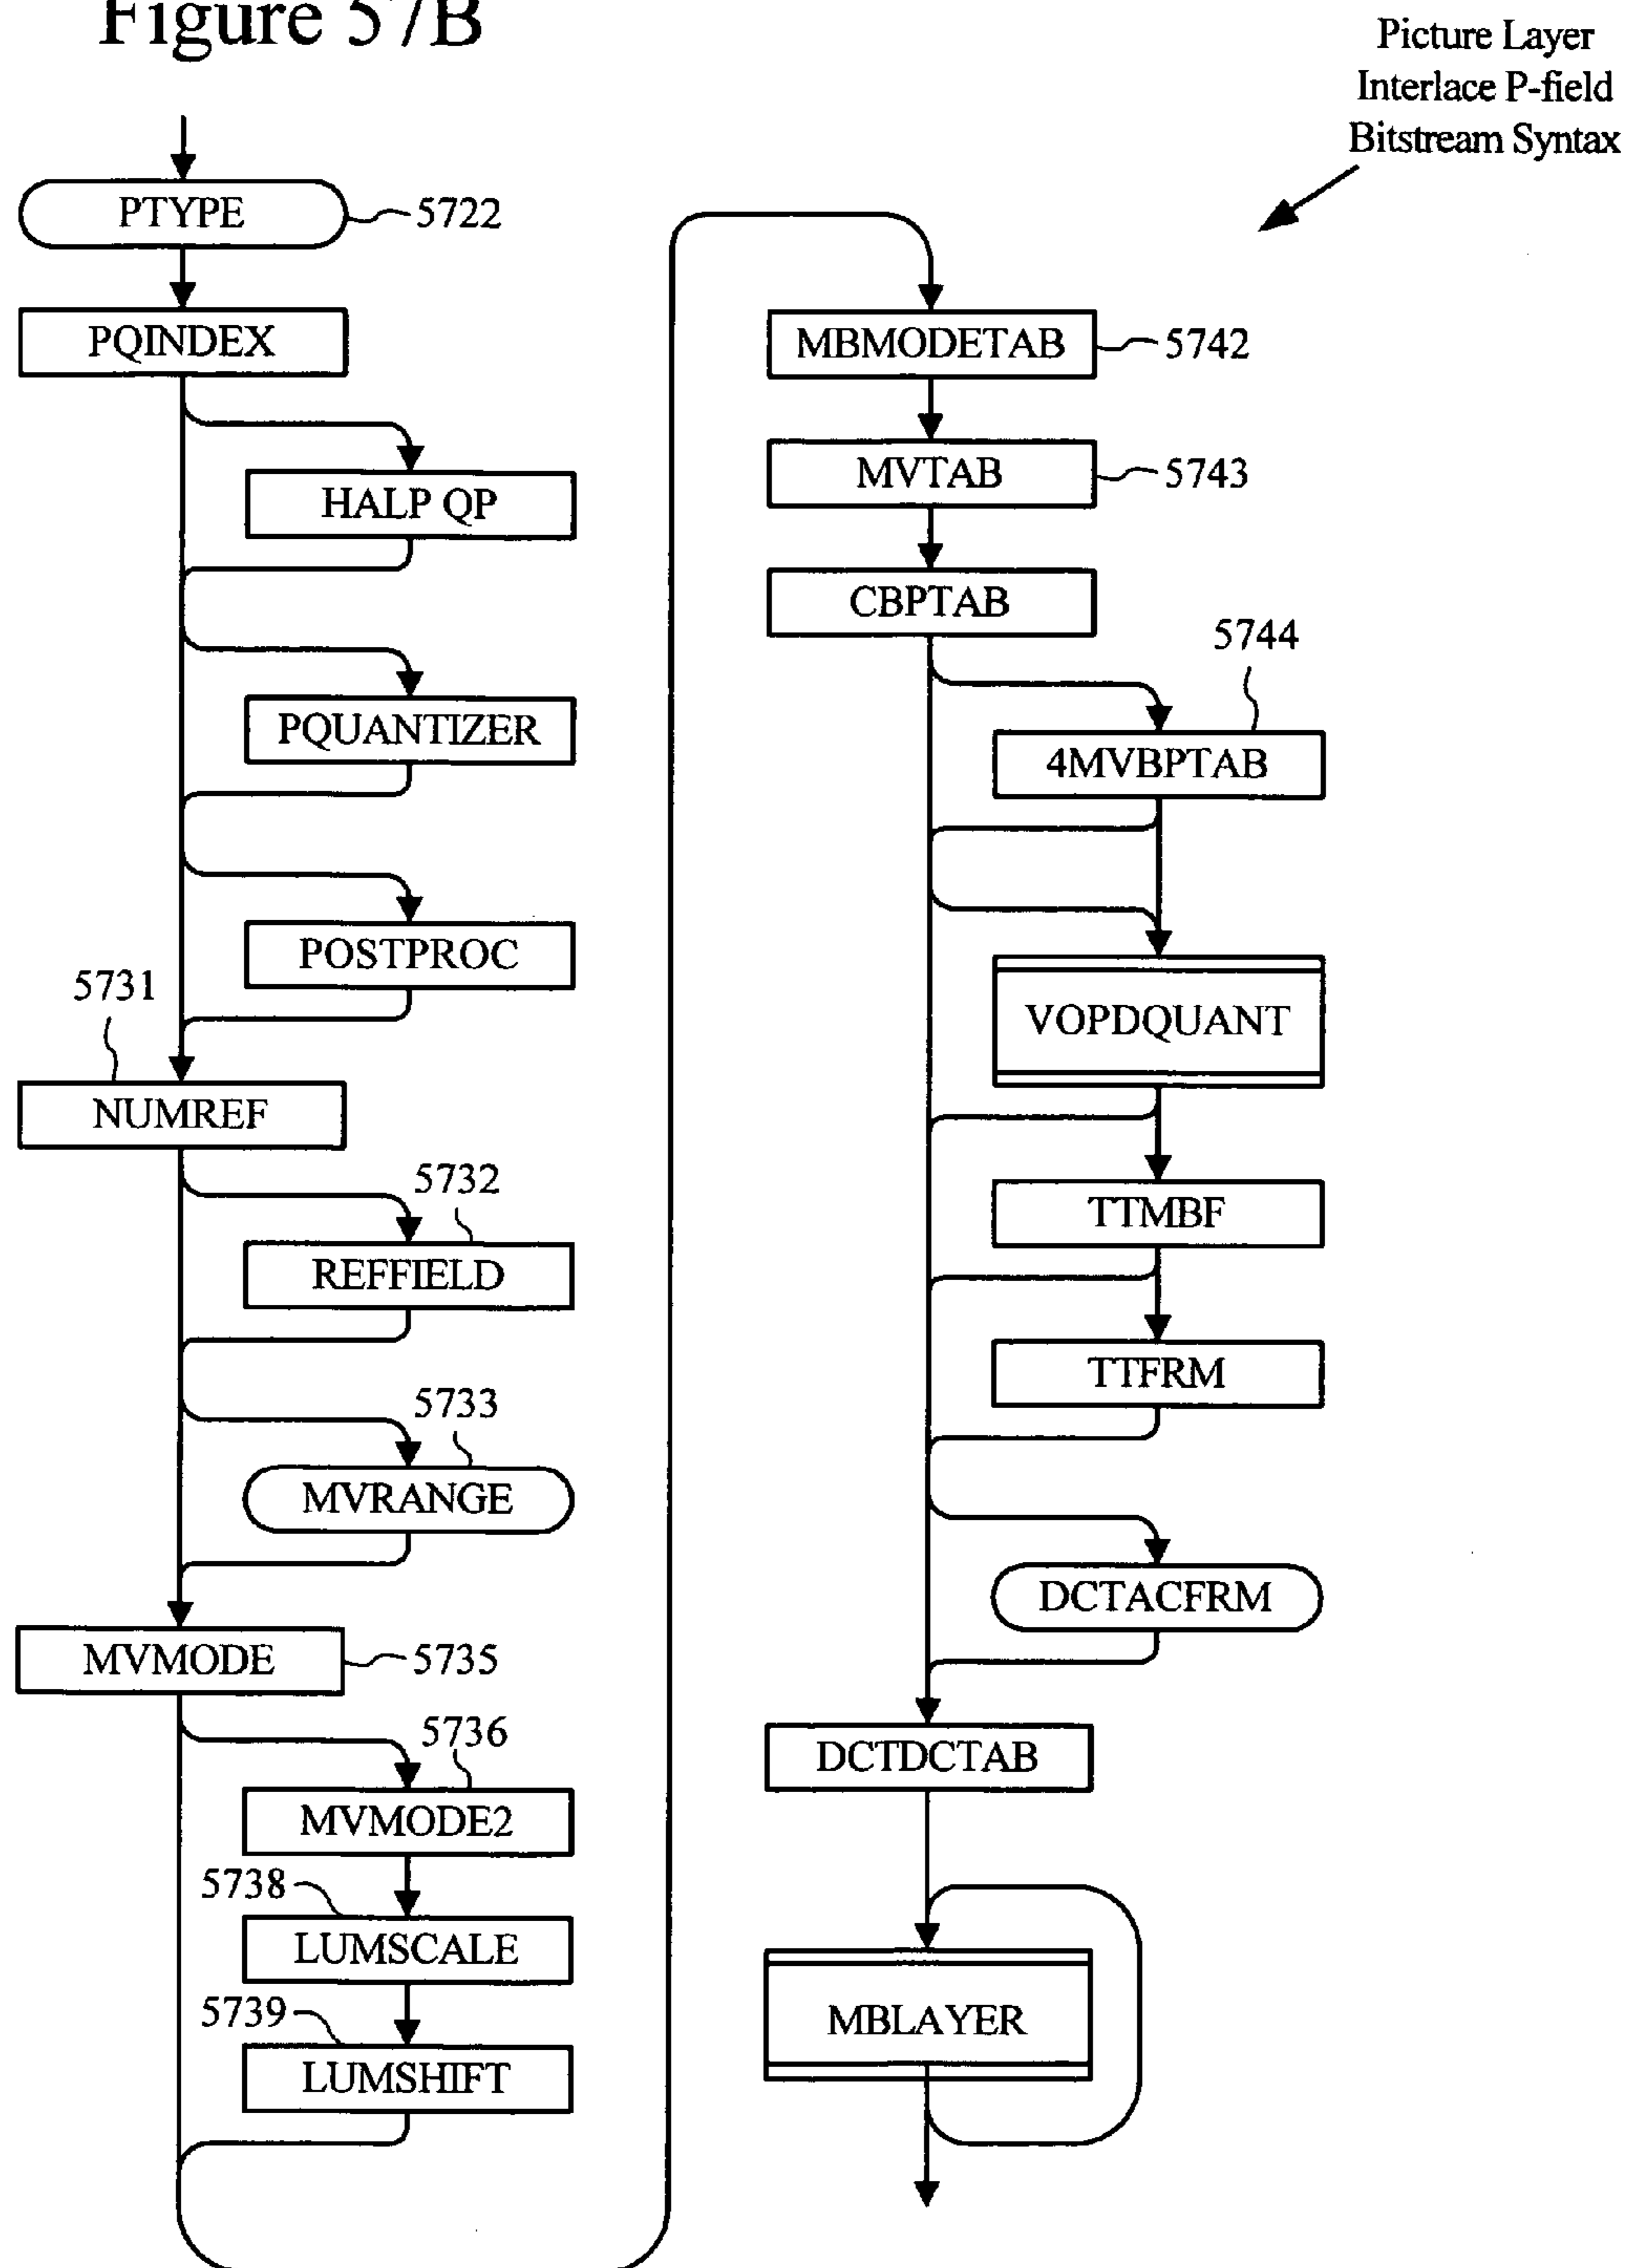 Figure 57B
Picture Layer
Interlace P-field
Bitstream Syntax
PTYPE
5722
PQINDEX
HALP QP
PQUANTIZER
POSTPROC
5731
NUMREF
5732
REFFIELD
5733
MVRANGE
MVMODE
5735
5736
MVMODE2
5738
LUMSCALE
5739
LUMSHIFT
MBMODETAB
5742
MVTAB
5743
CBPTAB
5744
4MVBPTAB
VOPDQUANT
TTMBF
TTFRM
DCTACFRM
DCTDCTAB
MBLAYER